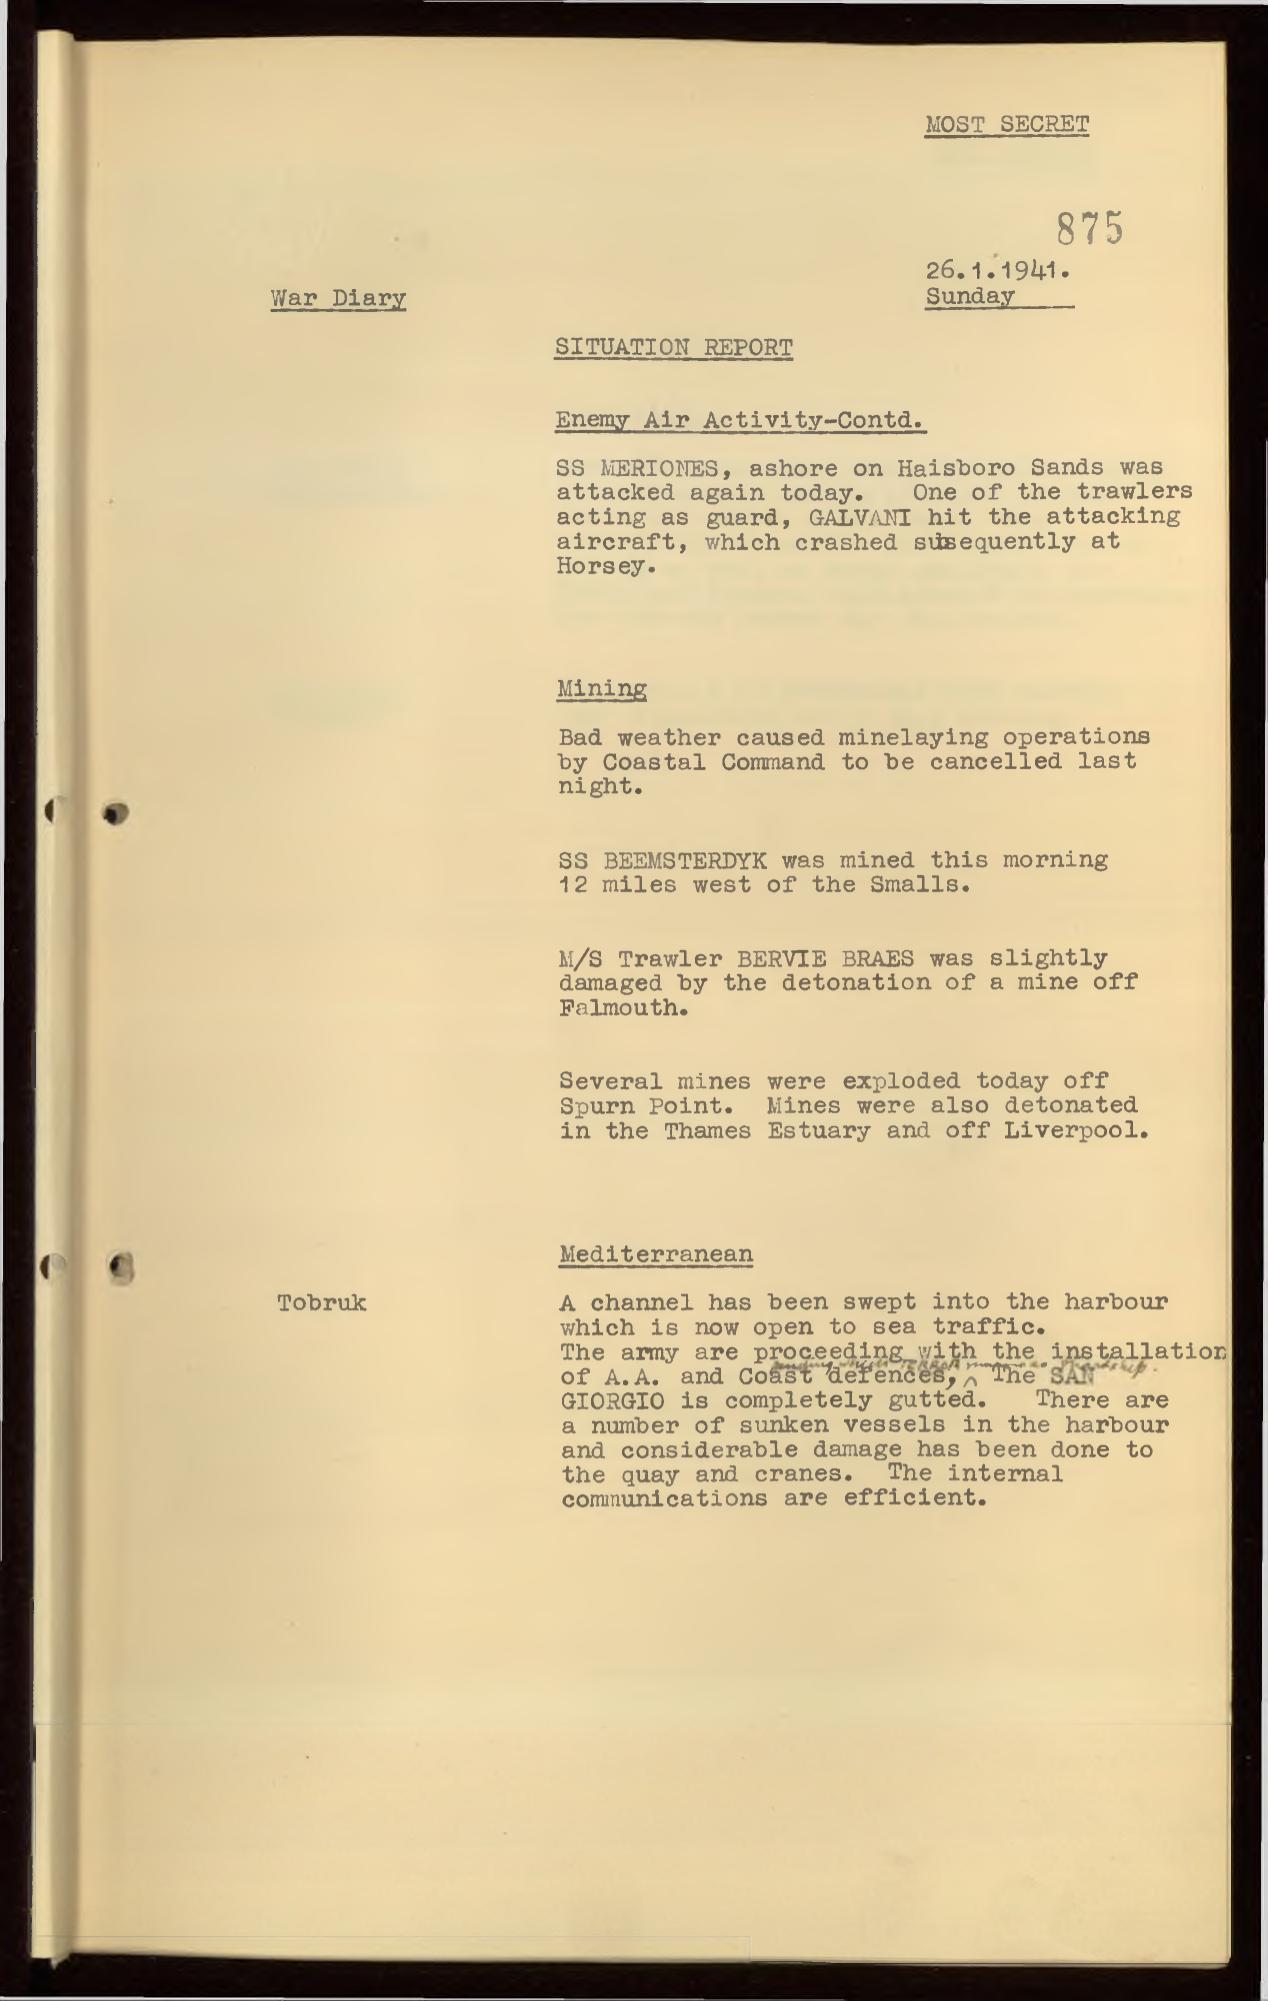 MOST SECRET
875
26.1.1941.
Sunday
War Diary
SITUATION REPORT
Enemy Air Activity-Contd.
SS MERIONES, ashore on Haisboro Sands was
attacked again today. One of the trawlers
acting as guard, GALVANI hit the attacking
aircraft, which crashed subsequently at
Horsey.
Mining
Bad weather caused minelaying operations
by Coastal Command to be cancelled last
night.
SS BEEMSTERDYK was mined this morning
12 miles west of the Smalls.
M/S Trawler BERVIE BRAES was slightly
damaged by the detonation of a mine off
Falmouth.
Several mines were exploded today off
Spurn Point. Mines were also detonated
in the Thames Estuary and off Liverpool.
Mediterranean
Tobruk
A channel has been swept into the harbour
which is now open to sea traffic.
The army are proceeding with the installation
pending which TERROR remains as guardship.
of A.A. and Coast defences, ^ The SAN
GIORGIO is completely gutted. There are
a number of sunken vessels in the harbour
and considerable damage has been done to
the quay and cranes. The internal
communications are efficient.